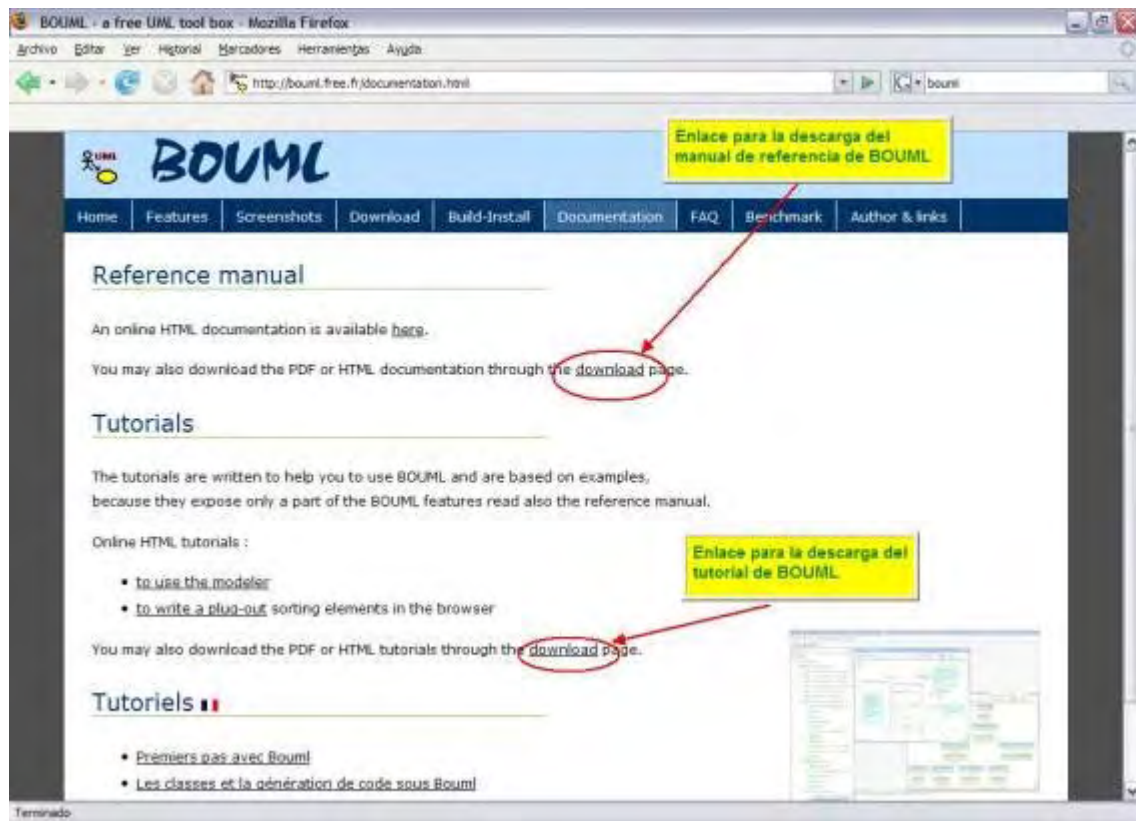 BOUML - a free UML tool box - Mozilla Firefox
Archivo Editar Ver Historial Marcadores Herramientas Ayuda
http://bouml.free.fr/documentation.html
bouml
Enlace para la descarga del
manual de referencia de BOUML
UML
BOUML
Home Features Screenshots Download Build-Install Documentation FAQ Benchmark Author & links
Reference manual
An online HTML documentation is available here.
You may also download the PDF or HTML documentation through the download page.
Tutorials
The tutorials are written to help you to use BOUML and are based on examples,
because they expose only a part of the BOUML features read also the reference manual.
Online HTML tutorials :
Enlace para la descarga del
tutorial de BOUML
• to use the modeler
• to write a plug-out sorting elements in the browser
You may also download the PDF or HTML tutorials through the download page.
Tutoriels
• Premiers pas avec Bouml
• Les classes et la génération de code sous Bouml
Terminado